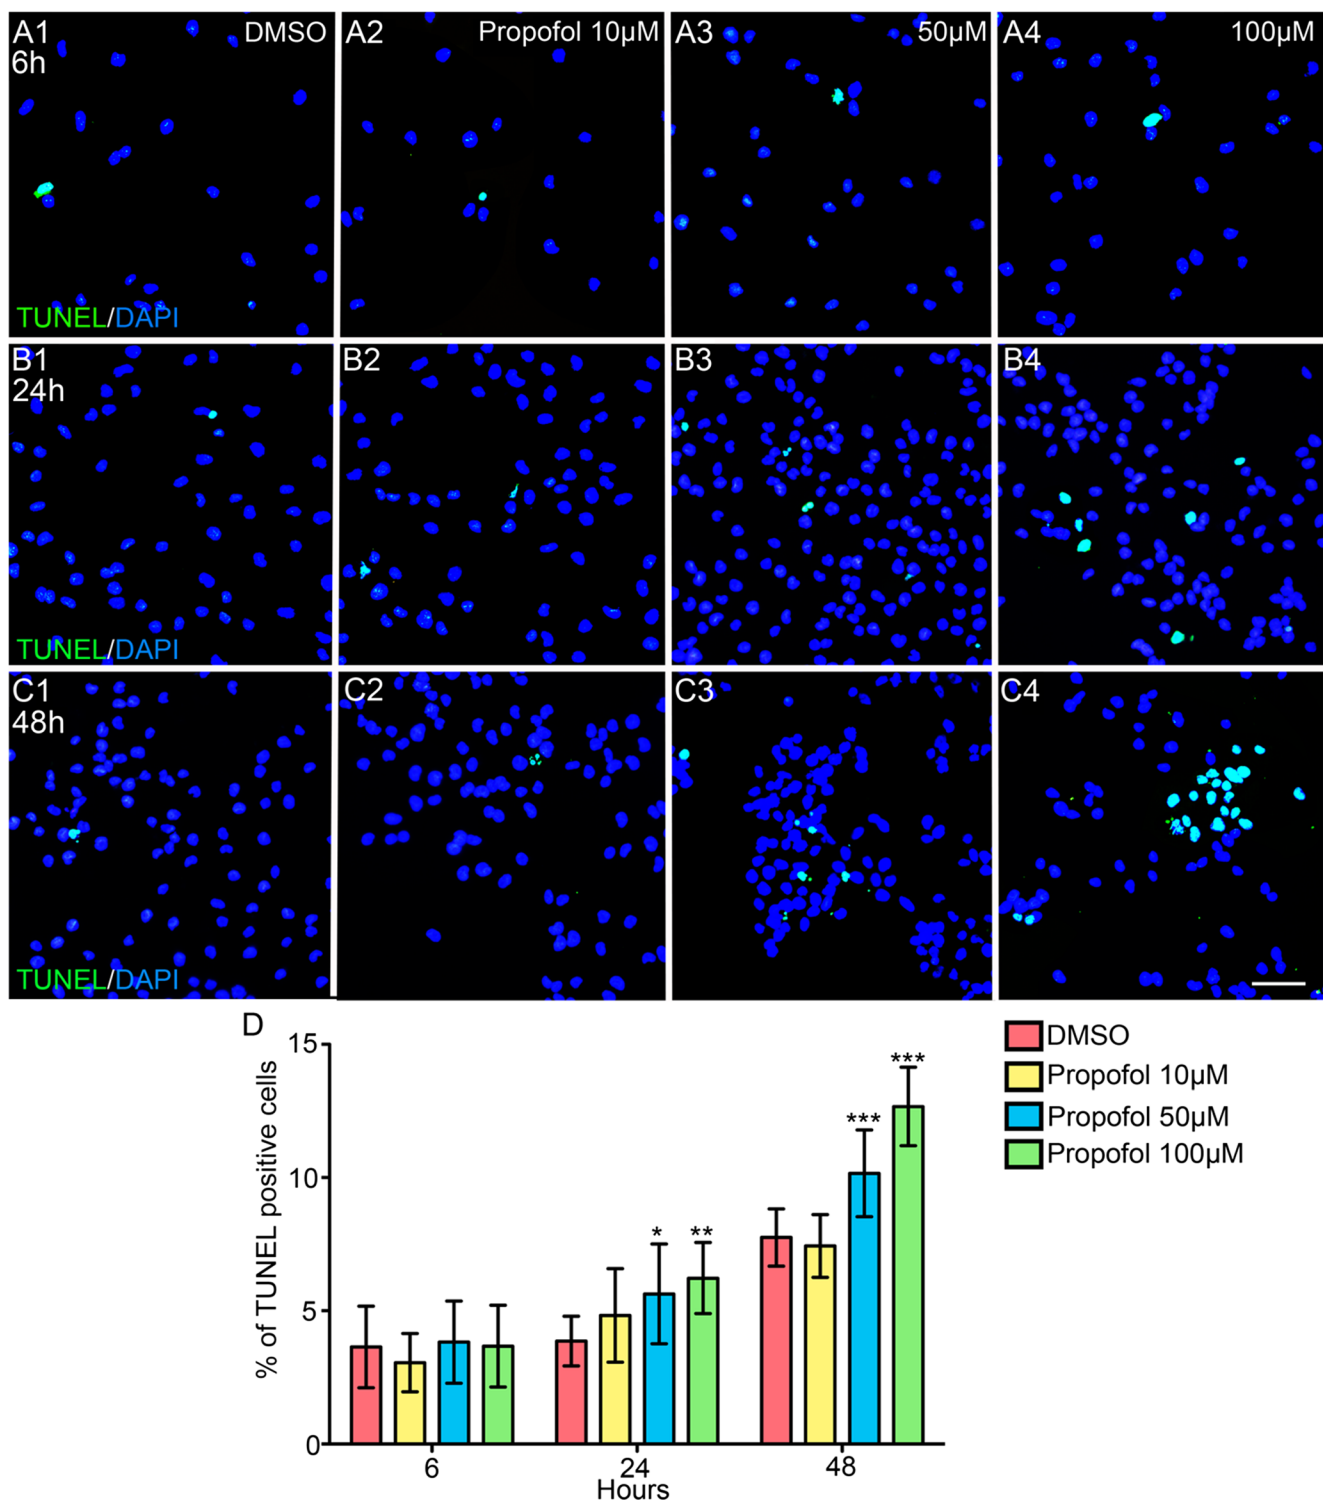 A1 DMSO
6h
A2 Propofol 10µM
A3 50µM
A4 100µM
TUNEL/DAPI
B1
24h
B2
B3
B4
TUNEL/DAPI
C1
48h
C2
C3
C4
TUNEL/DAPI
D
% of TUNEL positive cells
15
10
5
0
*
**
***
***
6
24
48
Hours
DMSO
Propofol 10µM
Propofol 50µM
Propofol 100µM